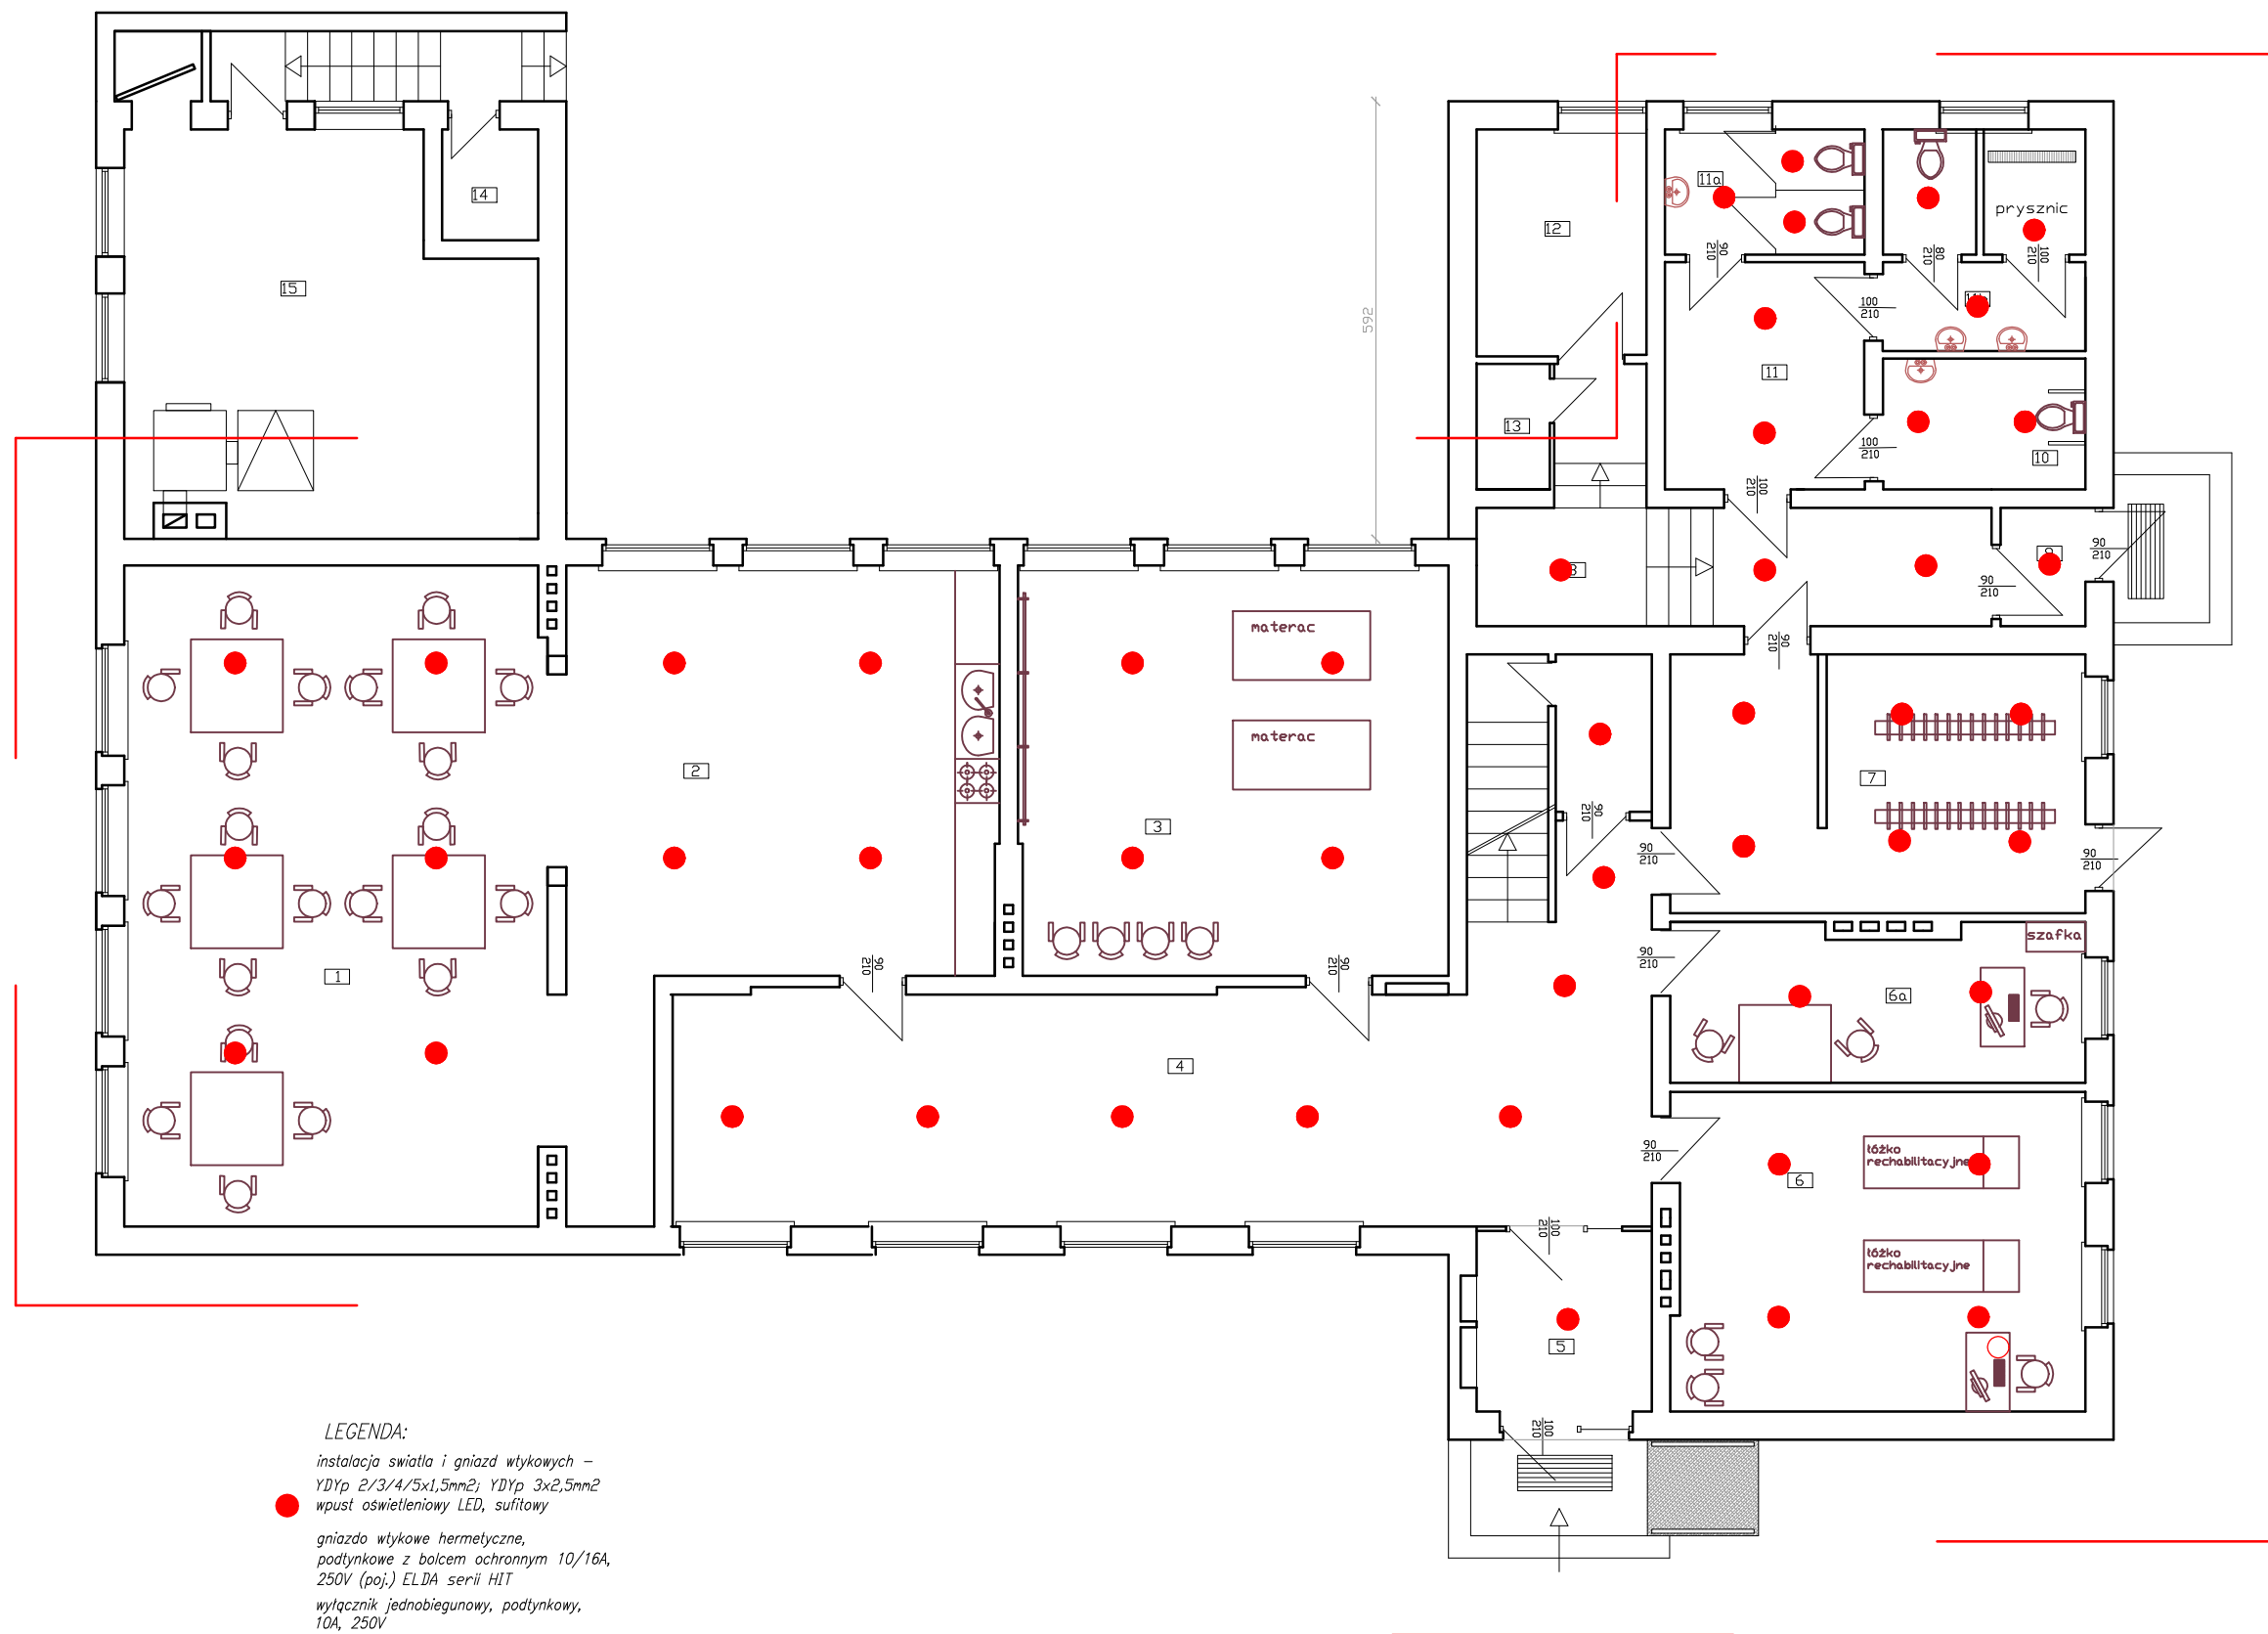 14
15
592
12
13
11a
90
210
80
210
100
210
prysznic
100
210
11
100
210
10
100
210
90
210
9
90
210
8
90
210
materac
materac
1
2
3
7
90
210
90
210
90
210
90
210
90
210
90
210
szafka
6a
4
90
210
łóżko
rechabilitacyjne
6
łóżko
rechabilitacyjne
100
210
5
100
210
LEGENDA:
instalacja swiatla i gniazd wtykowych –
YDYp 2/3/4/5x1,5mm2; YDYp 3x2,5mm2
wpust oświetleniowy LED, sufitowy
gniazdo wtykowe hermetyczne,
podtynkowe z bolcem ochronnym 10/16A,
250V (poj.) ELDA serii HIT
wyłącznik jednobiegunowy, podtynkowy,
10A, 250V